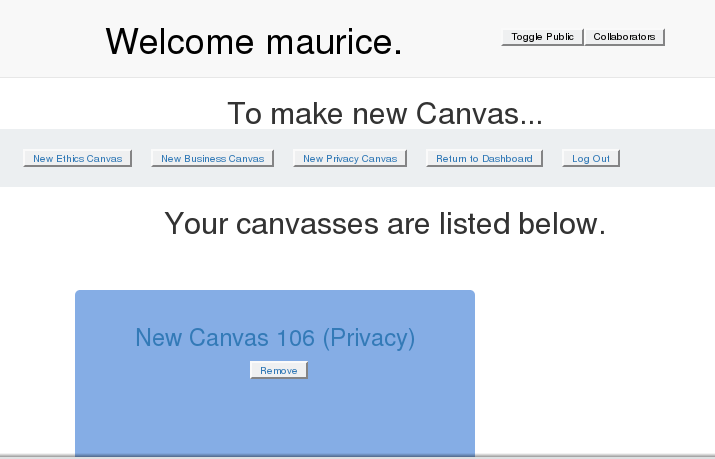 Welcome maurice.
Toggle Public Collaborators
To make new Canvas...
New Ethics Canvas New Business Canvas New Privacy Canvas Return to Dashboard Log Out
Your canvasses are listed below.
New Canvas 106 (Privacy)
Remove